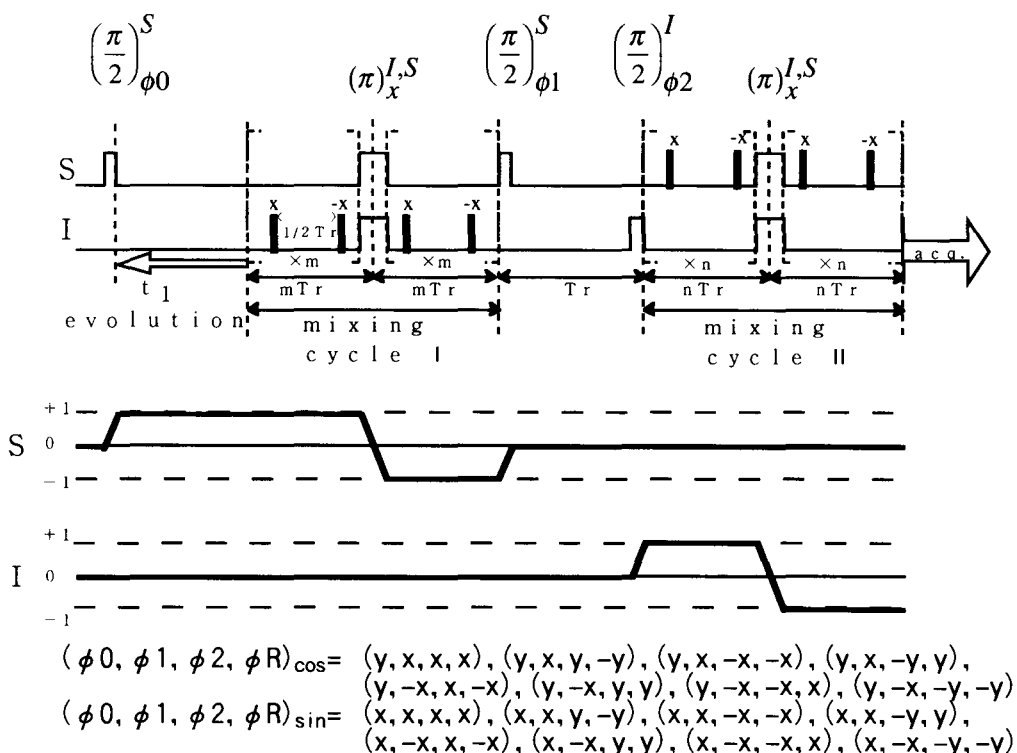 (π/2)^S_ϕ0 (π)^I,S_x (π/2)^S_ϕ1 (π/2)^I_ϕ2 (π)^I,S_x
x -x x -x
S
x -x x -x
I (1/2 Tr) acq.
×m ×m ×n ×n
t1 mTr mTr Tr nTr nTr
evolution mixing mixing
cycle I cycle II
+1
S 0
-1
+1
I 0
-1
(ϕ0, ϕ1, ϕ2, ϕR)cos= (y,x,x,x), (y,x,y,-y), (y,x,-x,-x), (y,x,-y,y),
(y,-x,x,-x), (y,-x,y,y), (y,-x,-x,x), (y,-x,-y,-y)
(ϕ0, ϕ1, ϕ2, ϕR)sin= (x,x,x,x), (x,x,y,-y), (x,x,-x,-x), (x,x,-y,y),
(x,-x,x,-x), (x,-x,y,y), (x,-x,-x,x), (x,-x,-y,-y)